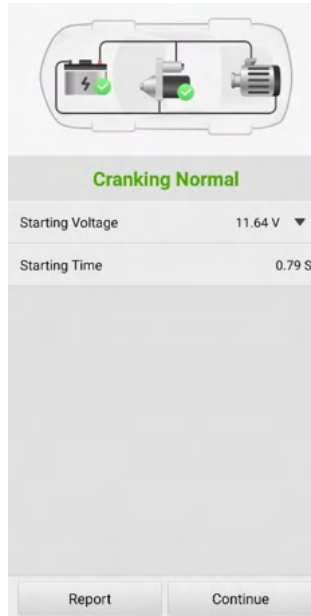 Cranking Normal
Starting Voltage 11.64 V
Starting Time 0.79 S
Report Continue